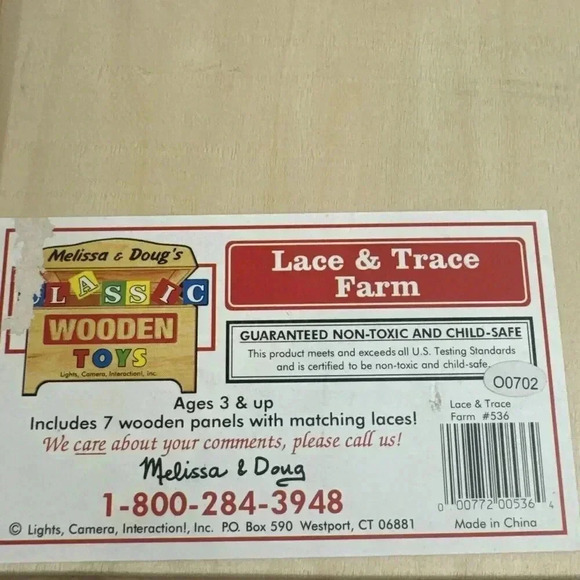 Melissa & Doug's
CLASSIC
WOODEN
TOYS
Lights, Camera, Interaction!, Inc.
Lace & Trace
Farm
GUARANTEED NON-TOXIC AND CHILD-SAFE
This product meets and exceeds all U.S. Testing Standards
and is certified to be non-toxic and child-safe.
O0702
Ages 3 & up
Includes 7 wooden panels with matching laces!
We care about your comments, please call us!
Melissa & Doug
1-800-284-3948
© Lights, Camera, Interaction!, Inc. P.O. Box 590 Westport, CT 06881
Lace & Trace
Farm #536
0 00772 00536 4
Made in China